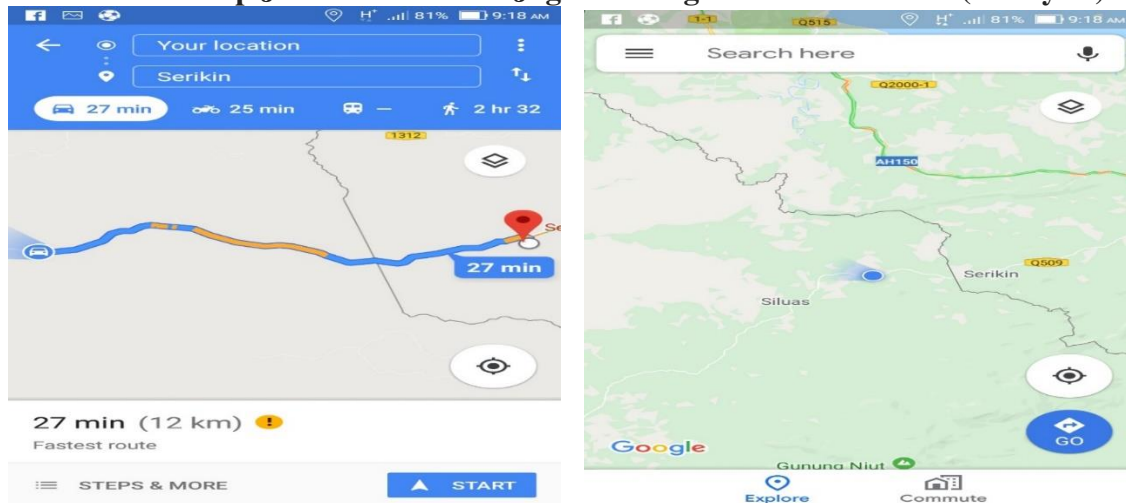 H⁺ 81% 9:18 AM
Your location
Serikin
27 min 25 min — 2 hr 32
1312
27 min
27 min (12 km)
Fastest route
STEPS & MORE START
1-1 Q515 H⁺ 81% 9:18 AM
Search here
Q2000-1
AH150
Q509
Serikin
Siluas
Gunung Niut
Google
GO
Explore Commute